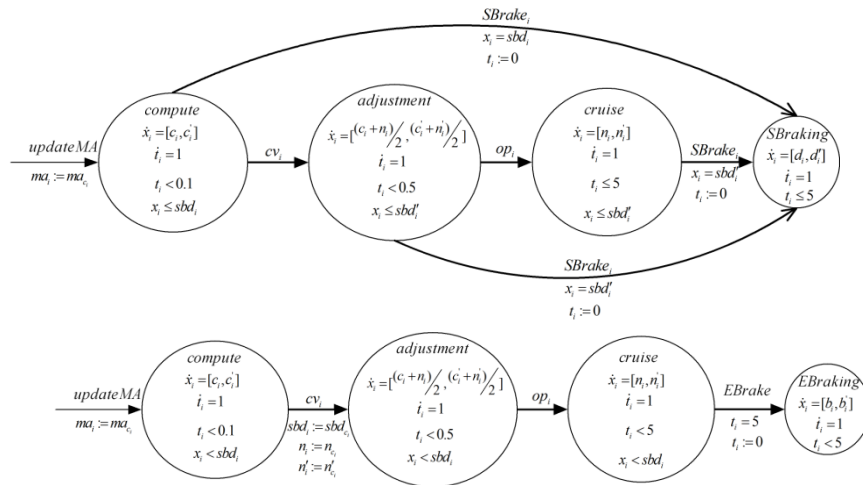 SBrake_i
x_i = sbd_i
t_i := 0
updateMA
ma_i := ma_{c_i}
compute
ẋ_i = [c_i, c_i']
ṫ_i = 1
t_i < 0.1
x_i ≤ sbd_i
cv_i
adjustment
ẋ_i = [(c_i + n_i)/2, (c_i' + n_i')/2]
ṫ_i = 1
t_i < 0.5
x_i ≤ sbd_i'
op_i
cruise
ẋ_i = [n_i, n_i']
ṫ_i = 1
t_i ≤ 5
x_i ≤ sbd_i'
SBrake_i
x_i = sbd_i'
t_i := 0
SBraking
ẋ_i = [d_i, d_i']
ṫ_i = 1
t_i ≤ 5
SBrake_i
x_i = sbd_i'
t_i := 0
updateMA
ma_i := ma_{c_i}
compute
ẋ_i = [c_i, c_i']
ṫ_i = 1
t_i < 0.1
x_i < sbd_i
cv_i
sbd_i := sbd_{c_i}
n_i := n_{c_i}
n_i' := n_{c_i}'
adjustment
ẋ_i = [(c_i + n_i)/2, (c_i' + n_i')/2]
ṫ_i = 1
t_i < 0.5
x_i < sbd_i
op_i
cruise
ẋ_i = [n_i, n_i']
ṫ_i = 1
t_i < 5
x_i < sbd_i
EBrake
t_i = 5
t_i := 0
EBraking
ẋ_i = [b_i, b_i']
ṫ_i = 1
t_i < 5